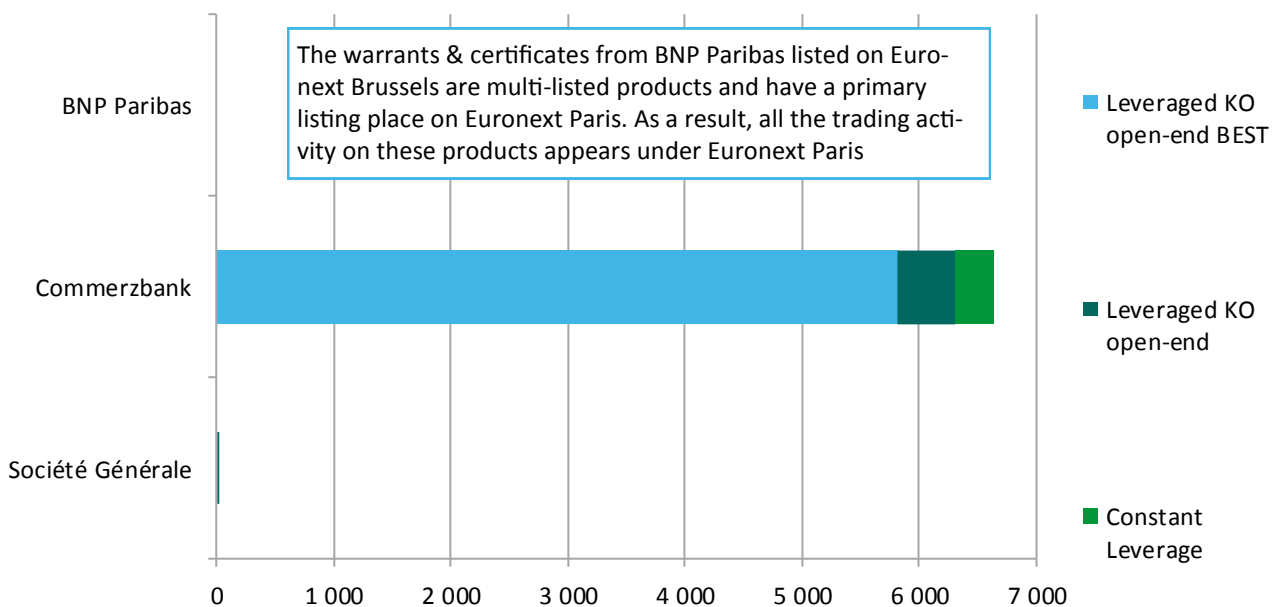 The warrants & certificates from BNP Paribas listed on Euro-
next Brussels are multi-listed products and have a primary
listing place on Euronext Paris. As a result, all the trading acti-
vity on these products appears under Euronext Paris
BNP Paribas
Commerzbank
Société Générale
0 1 000 2 000 3 000 4 000 5 000 6 000 7 000
Leveraged KO
open-end BEST
Leveraged KO
open-end
Constant
Leverage